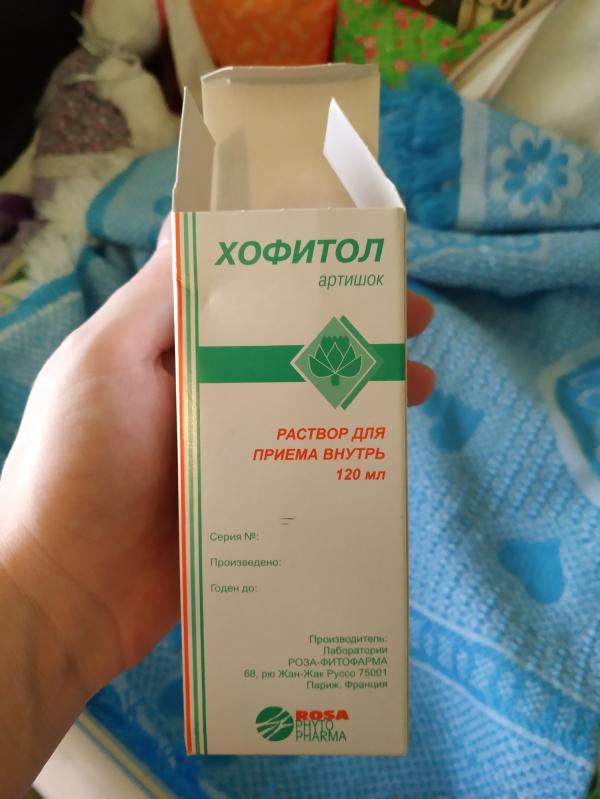 ХОФИТОЛ
артишок
РАСТВОР ДЛЯ
ПРИЕМА ВНУТРЬ
120 мл
Серия №:
Произведено:
Годен до:
Производитель:
Лаборатории
РОЗА-ФИТОФАРМА
68, рю Жан-Жак Руссо 75001
Париж, Франция
ROSA
PHYTO
PHARMA